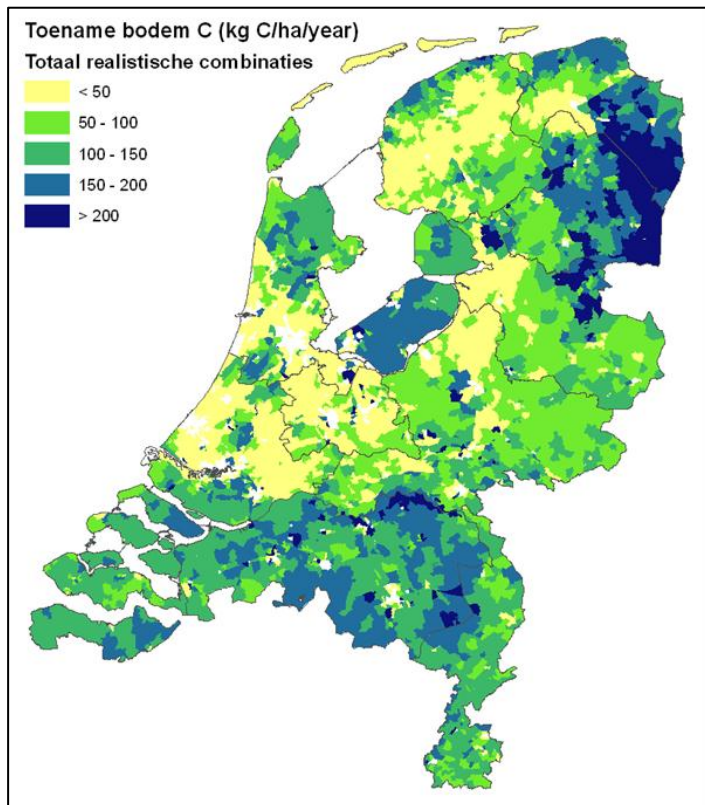 Toename bodem C (kg C/ha/year)
Totaal realistische combinaties
< 50
50 - 100
100 - 150
150 - 200
> 200